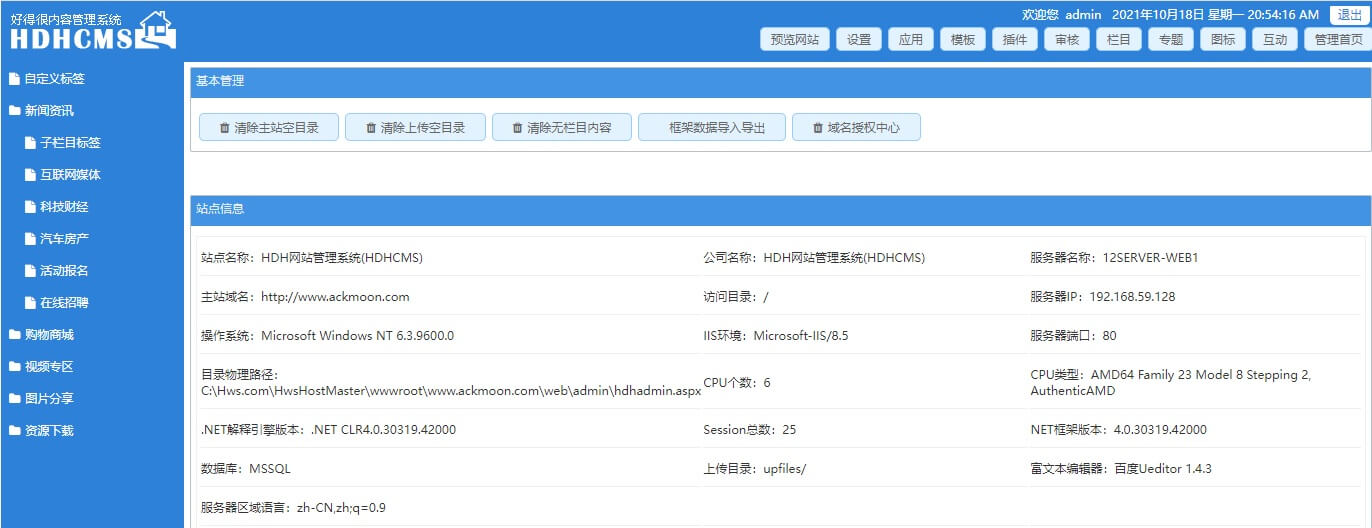 好得很内容管理系统
HDHCMS
欢迎您 admin 2021年10月18日 星期一 20:54:16 AM 退出
预览网站 设置 应用 模板 插件 审核 栏目 专题 图标 互动 管理首页
自定义标签
新闻资讯
子栏目标签
互联网媒体
科技财经
汽车房产
活动报名
在线招聘
购物商城
视频专区
图片分享
资源下载
基本管理
清除主站空目录 清除上传空目录 清除无栏目内容 框架数据导入导出 域名授权中心
站点信息
站点名称：HDH网站管理系统(HDHCMS) 公司名称：HDH网站管理系统(HDHCMS) 服务器名称：12SERVER-WEB1
主站域名：http://www.ackmoon.com 访问目录：/ 服务器IP：192.168.59.128
操作系统：Microsoft Windows NT 6.3.9600.0 IIS环境：Microsoft-IIS/8.5 服务器端口：80
目录物理路径：
C:\Hws.com\HwsHostMaster\wwwroot\www.ackmoon.com\web\admin\hdhadmin.aspx
CPU个数：6
CPU类型：AMD64 Family 23 Model 8 Stepping 2,
AuthenticAMD
.NET解释引擎版本：.NET CLR4.0.30319.42000 Session总数：25 NET框架版本：4.0.30319.42000
数据库：MSSQL 上传目录：upfiles/ 富文本编辑器：百度Ueditor 1.4.3
服务器区域语言：zh-CN,zh;q=0.9